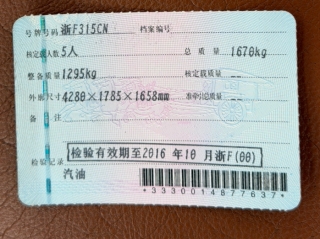 号牌号码 浙F315CN 档案编号
核定载人数 5人 总质量 1670kg
整备质量 1295kg 核定载质量 --
外廓尺寸 4280×1785×1658mm 准牵引总质量 --
备注
检验记录 检验有效期至2016年10月浙F(00)
汽油
*3330014877637*